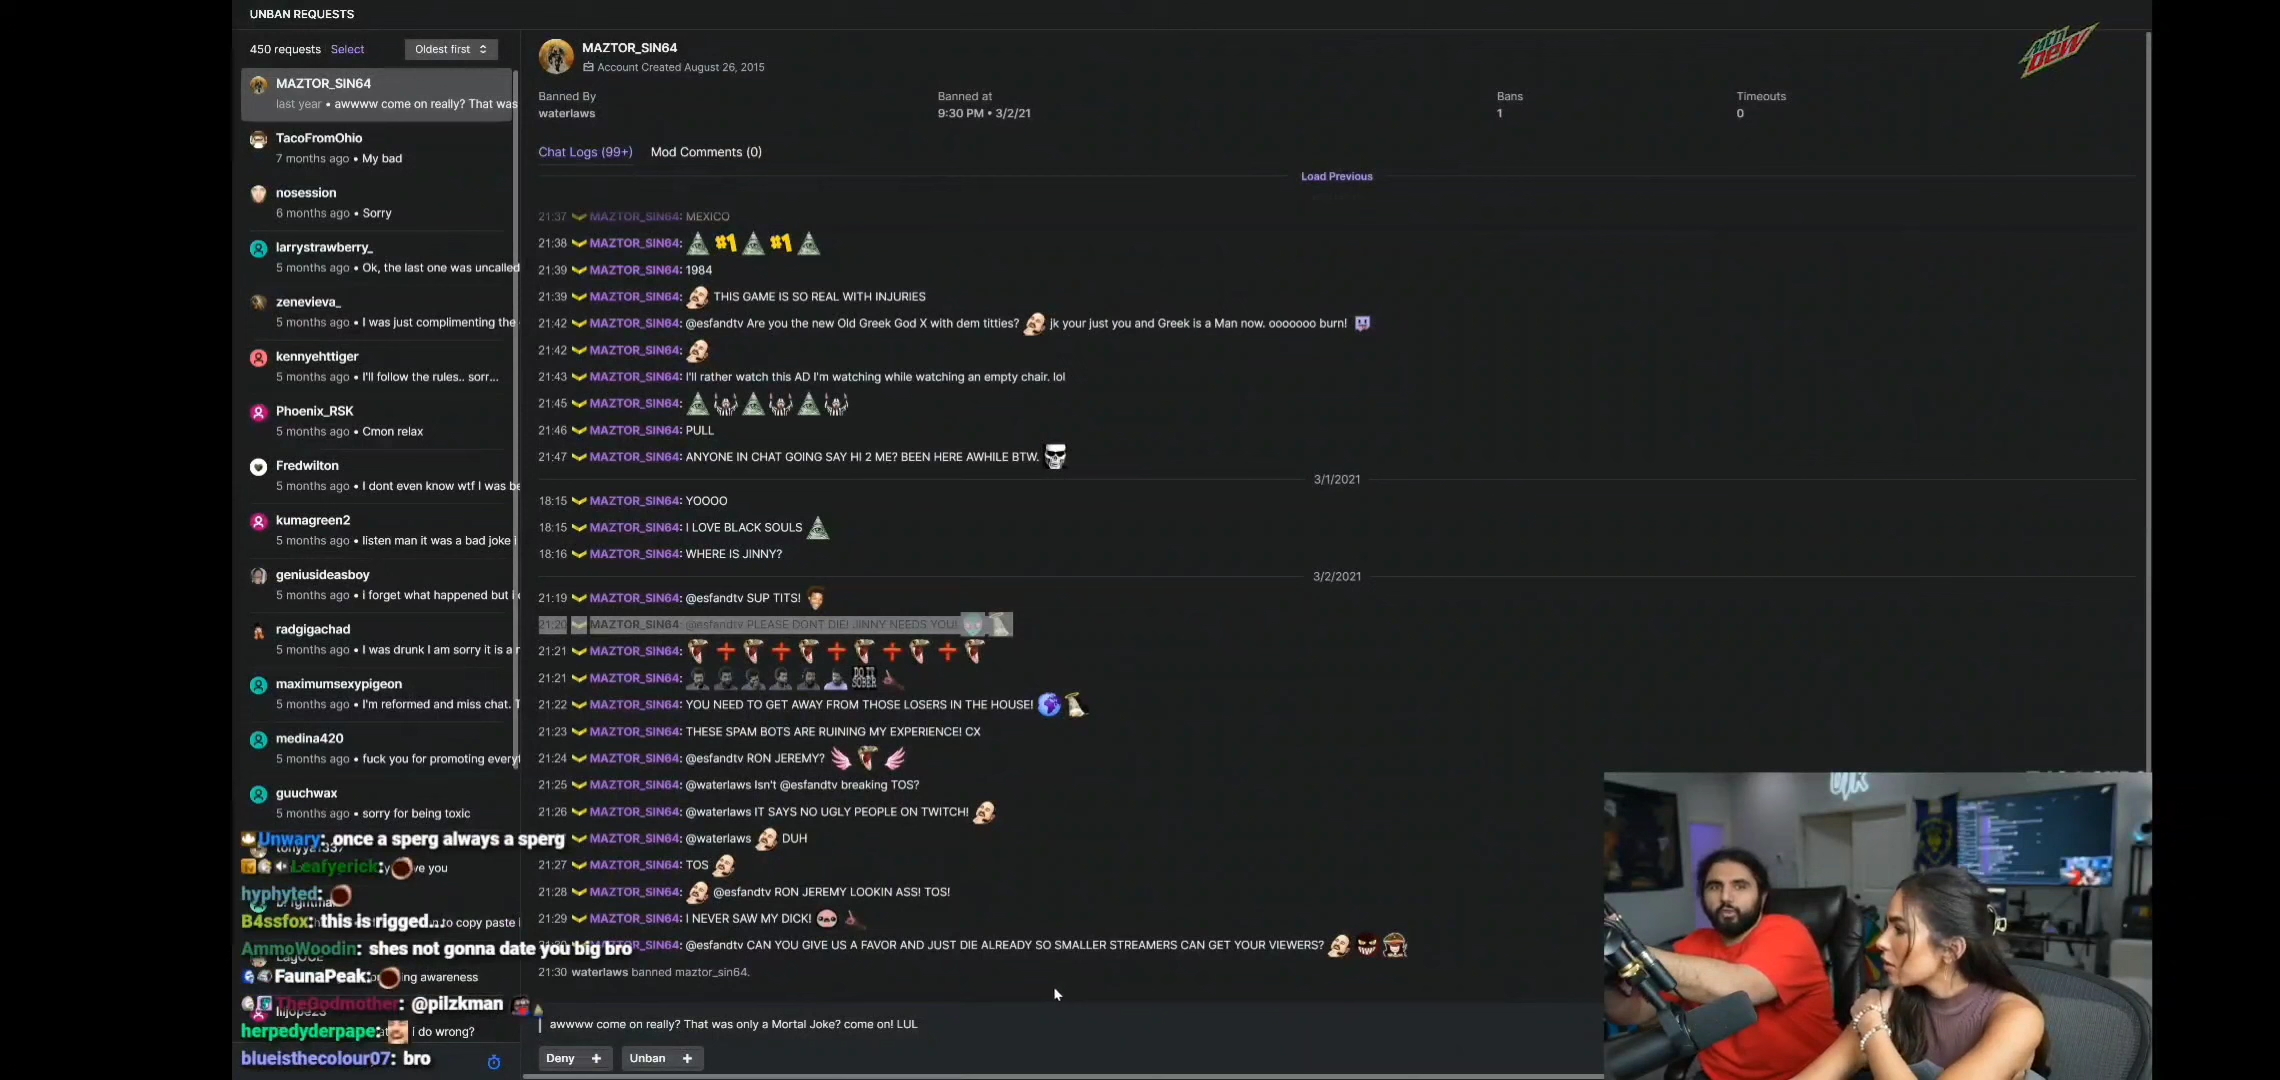 UNBAN REQUESTS
450 requests Select Oldest first
MAZTOR_SIN64
last year • awwww come on really? That was
TacoFromOhio
7 months ago • My bad
nosession
6 months ago • Sorry
larrystrawberry_
5 months ago • Ok, the last one was uncalled
zenevieva_
5 months ago • I was just complimenting the
kennyehttiger
5 months ago • I'll follow the rules.. sorr...
Phoenix_RSK
5 months ago • Cmon relax
Fredwilton
5 months ago • I dont even know wtf I was be
kumagreen2
5 months ago • listen man it was a bad joke i
geniusideasboy
5 months ago • i forget what happened but i
radgigachad
5 months ago • I was drunk I am sorry it is a
maximumsexypigeon
5 months ago • I'm reformed and miss chat.
medina420
5 months ago • fuck you for promoting every
guuchwax
5 months ago • sorry for being toxic
Unwary: once a sperg always a sperg
Leafyerick: ve you
hyphyted:
B4ssfox: this is rigged... to copy paste
AmmoWoodin: shes not gonna date you big bro
FaunaPeak: ing awareness
TheGodmother: @pilzkman
herpedyderpape: i do wrong?
blueisthecolour07: bro
MAZTOR_SIN64
Account Created August 26, 2015
Banned By Banned at Bans Timeouts
waterlaws 9:30 PM • 3/2/21 1 0
Chat Logs (99+) Mod Comments (0)
Load Previous
21:37 MAZTOR_SIN64: MEXICO
21:38 MAZTOR_SIN64: #1 #1
21:39 MAZTOR_SIN64: 1984
21:39 MAZTOR_SIN64: THIS GAME IS SO REAL WITH INJURIES
21:42 MAZTOR_SIN64: @esfandtv Are you the new Old Greek God X with dem titties? jk your just you and Greek is a Man now. ooooooo burn!
21:42 MAZTOR_SIN64:
21:43 MAZTOR_SIN64: I'll rather watch this AD I'm watching while watching an empty chair. lol
21:45 MAZTOR_SIN64:
21:46 MAZTOR_SIN64: PULL
21:47 MAZTOR_SIN64: ANYONE IN CHAT GOING SAY HI 2 ME? BEEN HERE AWHILE BTW.
3/1/2021
18:15 MAZTOR_SIN64: YOOOO
18:15 MAZTOR_SIN64: I LOVE BLACK SOULS
18:16 MAZTOR_SIN64: WHERE IS JINNY?
3/2/2021
21:19 MAZTOR_SIN64: @esfandtv SUP TITS!
21:20 MAZTOR_SIN64: @esfandtv PLEASE DONT DIE! JINNY NEEDS YOU!
21:21 MAZTOR_SIN64:
21:21 MAZTOR_SIN64: DO IT SOBER
21:22 MAZTOR_SIN64: YOU NEED TO GET AWAY FROM THOSE LOSERS IN THE HOUSE!
21:23 MAZTOR_SIN64: THESE SPAM BOTS ARE RUINING MY EXPERIENCE! CX
21:24 MAZTOR_SIN64: @esfandtv RON JEREMY?
21:25 MAZTOR_SIN64: @waterlaws Isn't @esfandtv breaking TOS?
21:26 MAZTOR_SIN64: @waterlaws IT SAYS NO UGLY PEOPLE ON TWITCH!
21:26 MAZTOR_SIN64: @waterlaws DUH
21:27 MAZTOR_SIN64: TOS
21:28 MAZTOR_SIN64: @esfandtv RON JEREMY LOOKIN ASS! TOS!
21:29 MAZTOR_SIN64: I NEVER SAW MY DICK!
MAZTOR_SIN64: @esfandtv CAN YOU GIVE US A FAVOR AND JUST DIE ALREADY SO SMALLER STREAMERS CAN GET YOUR VIEWERS?
21:30 waterlaws banned maztor_sin64.
awwww come on really? That was only a Mortal Joke? come on! LUL
Deny + Unban +
mtn dew